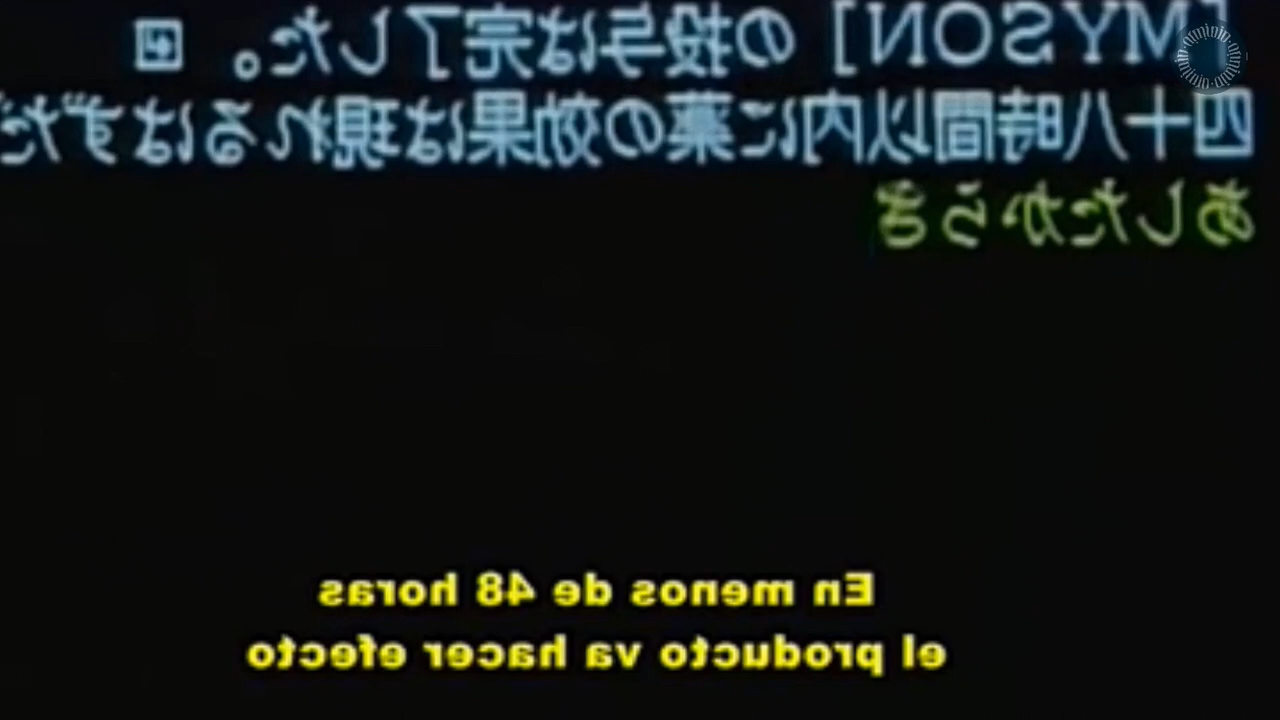 [MYSON] の投与は完了した。
四十八時間以内に薬の効果は現れるはずだ
あしたからき
En menos de 48 horas
el producto va hacer efecto